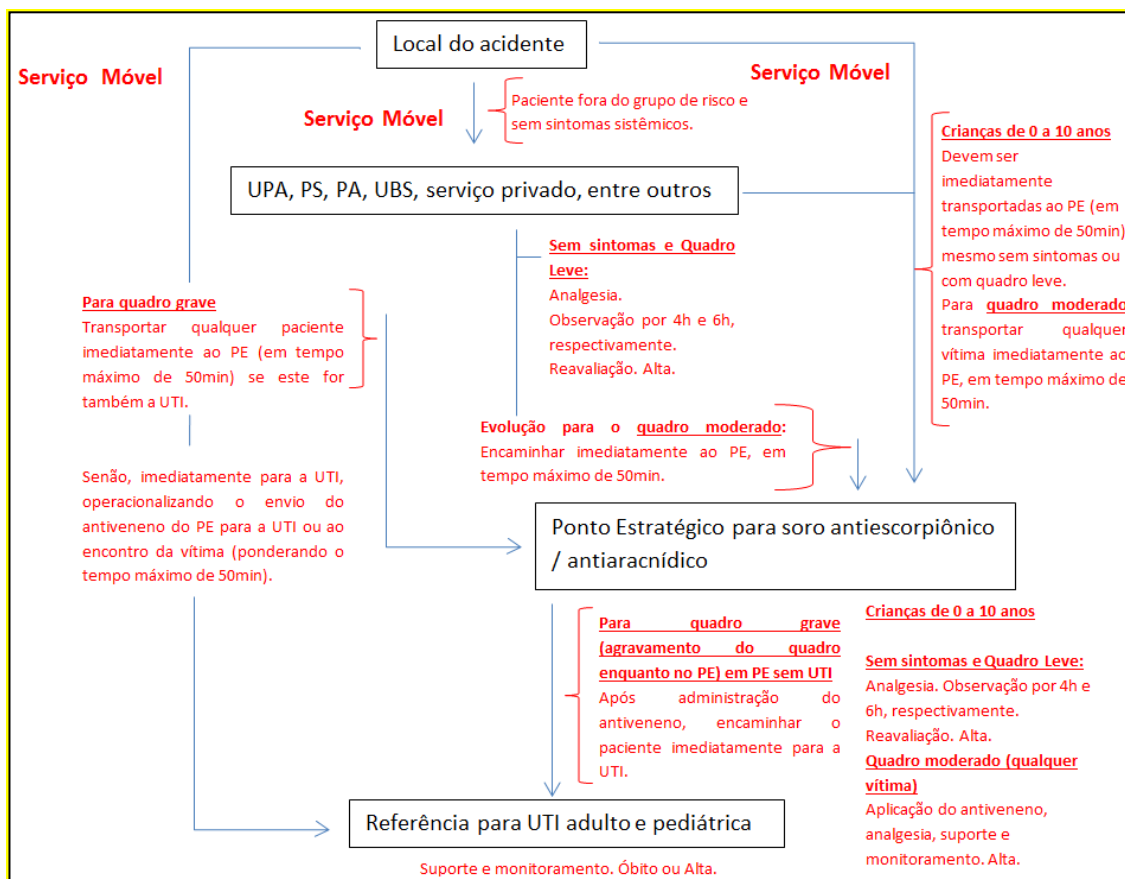 Local do acidente
Serviço Móvel
Serviço Móvel
Serviço Móvel
Paciente fora do grupo de risco e
sem sintomas sistêmicos.
UPA, PS, PA, UBS, serviço privado, entre outros
Crianças de 0 a 10 anos
Devem ser
imediatamente
transportadas ao PE (em
tempo máximo de 50min)
mesmo sem sintomas ou
com quadro leve.
Para quadro moderado
transportar qualquer
vítima imediatamente ao
PE, em tempo máximo de
50min.
Sem sintomas e Quadro
Leve:
Analgesia.
Observação por 4h e 6h,
respectivamente.
Reavaliação. Alta.
Para quadro grave
Transportar qualquer paciente
imediatamente ao PE (em tempo
máximo de 50min) se este for
também a UTI.
Senão, imediatamente para a UTI,
operacionalizando o envio do
antiveneno do PE para a UTI ou ao
encontro da vítima (ponderando o
tempo máximo de 50min).
Evolução para o quadro moderado:
Encaminhar imediatamente ao PE, em
tempo máximo de 50min.
Ponto Estratégico para soro antiescorpiônico
/ antiaracnídico
Para quadro grave
(agravamento do quadro
enquanto no PE) em PE sem UTI
Após administração do
antiveneno, encaminhar o
paciente imediatamente para a
UTI.
Crianças de 0 a 10 anos
Sem sintomas e Quadro Leve:
Analgesia. Observação por 4h e
6h, respectivamente.
Reavaliação. Alta.
Quadro moderado (qualquer
vítima)
Aplicação do antiveneno,
analgesia, suporte e
monitoramento. Alta.
Referência para UTI adulto e pediátrica
Suporte e monitoramento. Óbito ou Alta.